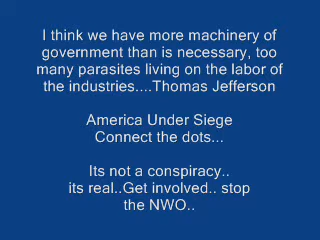 I think we have more machinery of
government than is necessary, too
many parasites living on the labor of
the industries....Thomas Jefferson
America Under Siege
Connect the dots...
Its not a conspiracy..
its real..Get involved.. stop
the NWO..